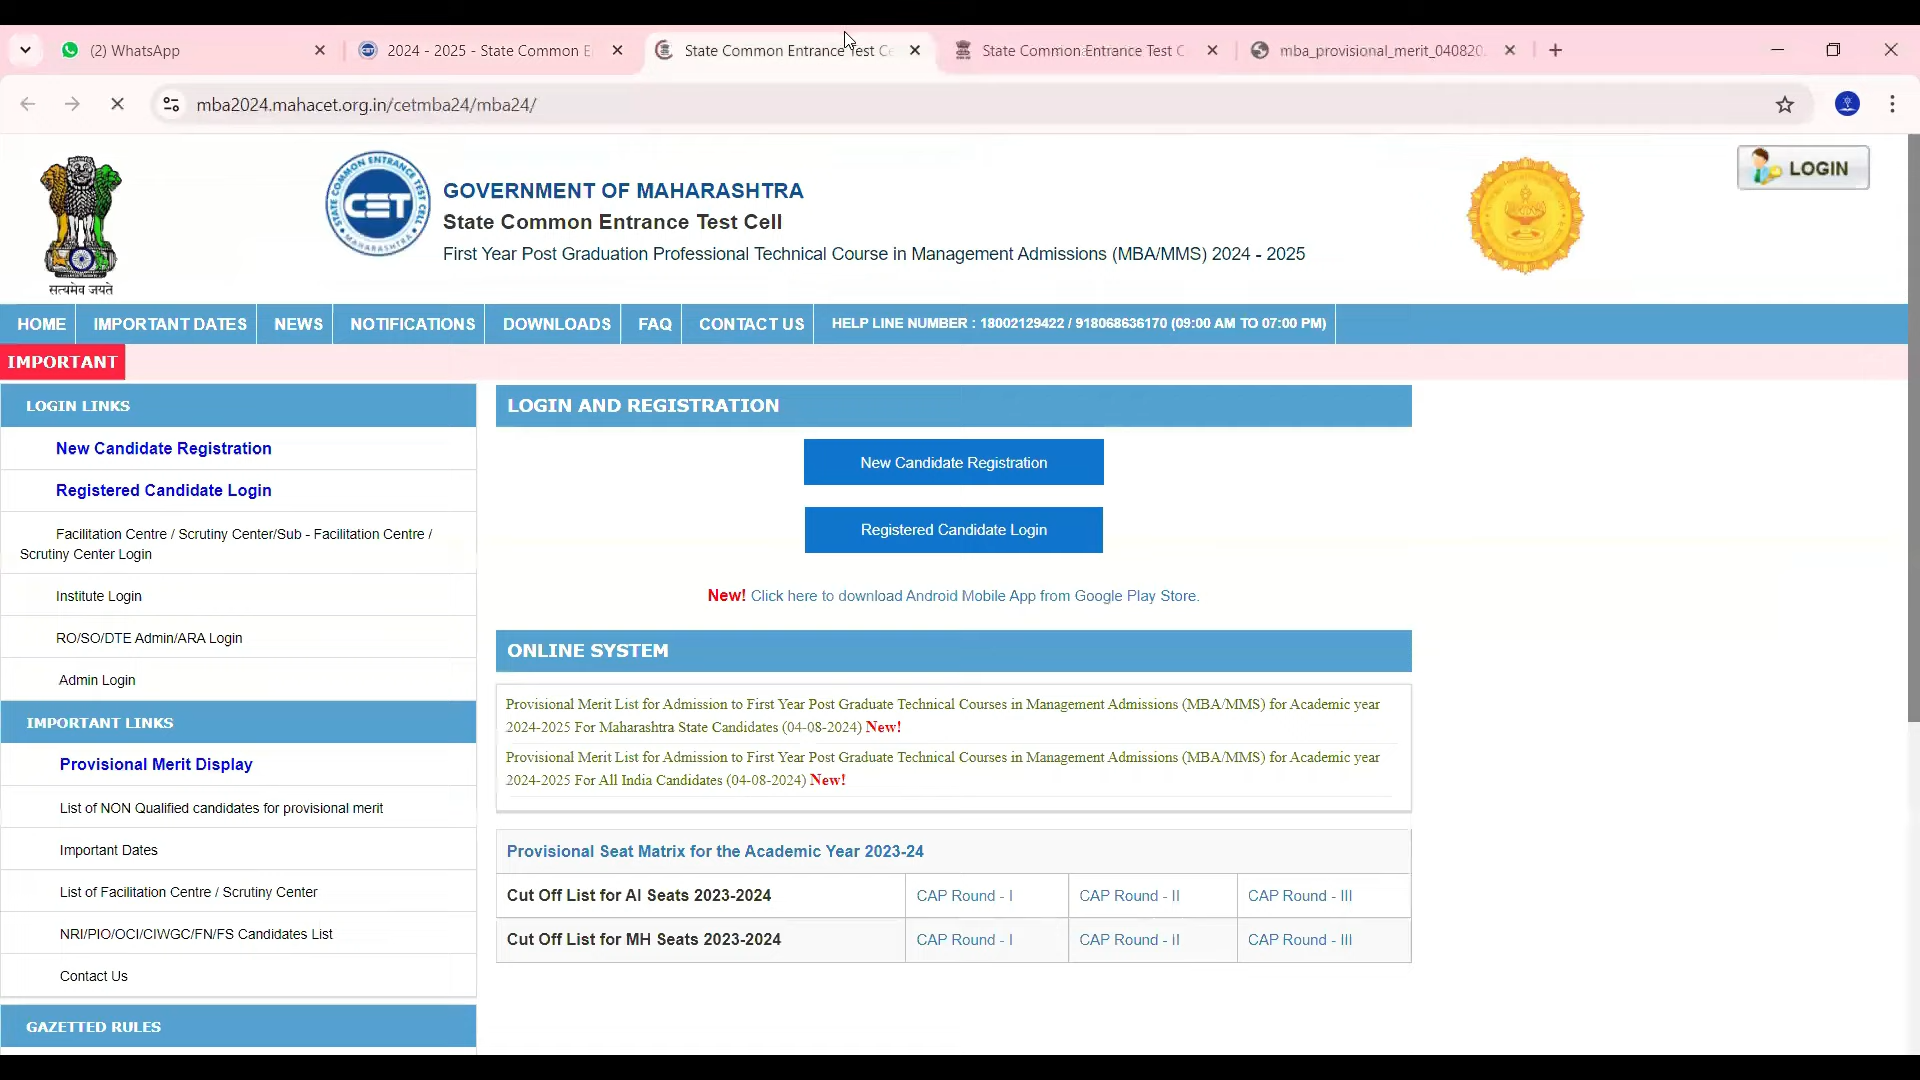 (2) WhatsApp
2024 - 2025 - State Common E
State Common Entrance Test Ce
State Common Entrance Test C
mba_provisional_merit_040820
mba2024.mahacet.org.in/cetmba24/mba24/
सत्यमेव जयते
STATE COMMON ENTRANCE TEST CELL
CET
MAHARASHTRA
GOVERNMENT OF MAHARASHTRA
State Common Entrance Test Cell
First Year Post Graduation Professional Technical Course in Management Admissions (MBA/MMS) 2024 - 2025
LOGIN
HOME
IMPORTANT DATES
NEWS
NOTIFICATIONS
DOWNLOADS
FAQ
CONTACT US
HELP LINE NUMBER : 18002129422 / 918068636170 (09:00 AM TO 07:00 PM)
IMPORTANT
LOGIN LINKS
New Candidate Registration
Registered Candidate Login
Facilitation Centre / Scrutiny Center/Sub - Facilitation Centre /
Scrutiny Center Login
Institute Login
RO/SO/DTE Admin/ARA Login
Admin Login
IMPORTANT LINKS
Provisional Merit Display
List of NON Qualified candidates for provisional merit
Important Dates
List of Facilitation Centre / Scrutiny Center
NRI/PIO/OCI/CIWGC/FN/FS Candidates List
Contact Us
GAZETTED RULES
LOGIN AND REGISTRATION
New Candidate Registration
Registered Candidate Login
New! Click here to download Android Mobile App from Google Play Store.
ONLINE SYSTEM
Provisional Merit List for Admission to First Year Post Graduate Technical Courses in Management Admissions (MBA/MMS) for Academic year
2024-2025 For Maharashtra State Candidates (04-08-2024) New!
Provisional Merit List for Admission to First Year Post Graduate Technical Courses in Management Admissions (MBA/MMS) for Academic year
2024-2025 For All India Candidates (04-08-2024) New!
Provisional Seat Matrix for the Academic Year 2023-24
Cut Off List for AI Seats 2023-2024 CAP Round - I CAP Round - II CAP Round - III
Cut Off List for MH Seats 2023-2024 CAP Round - I CAP Round - II CAP Round - III